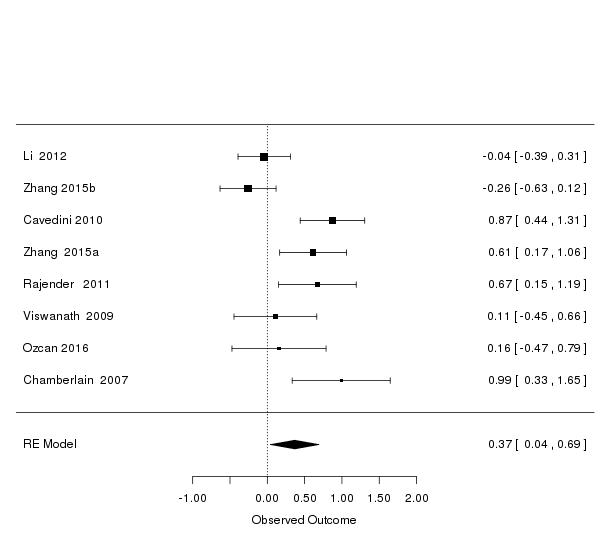 Li 2012 -0.04 [ -0.39 , 0.31 ]
Zhang 2015b -0.26 [ -0.63 , 0.12 ]
Cavedini 2010 0.87 [ 0.44 , 1.31 ]
Zhang 2015a 0.61 [ 0.17 , 1.06 ]
Rajender 2011 0.67 [ 0.15 , 1.19 ]
Viswanath 2009 0.11 [ -0.45 , 0.66 ]
Ozcan 2016 0.16 [ -0.47 , 0.79 ]
Chamberlain 2007 0.99 [ 0.33 , 1.65 ]
RE Model 0.37 [ 0.04 , 0.69 ]
-1.00 0.00 0.50 1.00 1.50 2.00
Observed Outcome